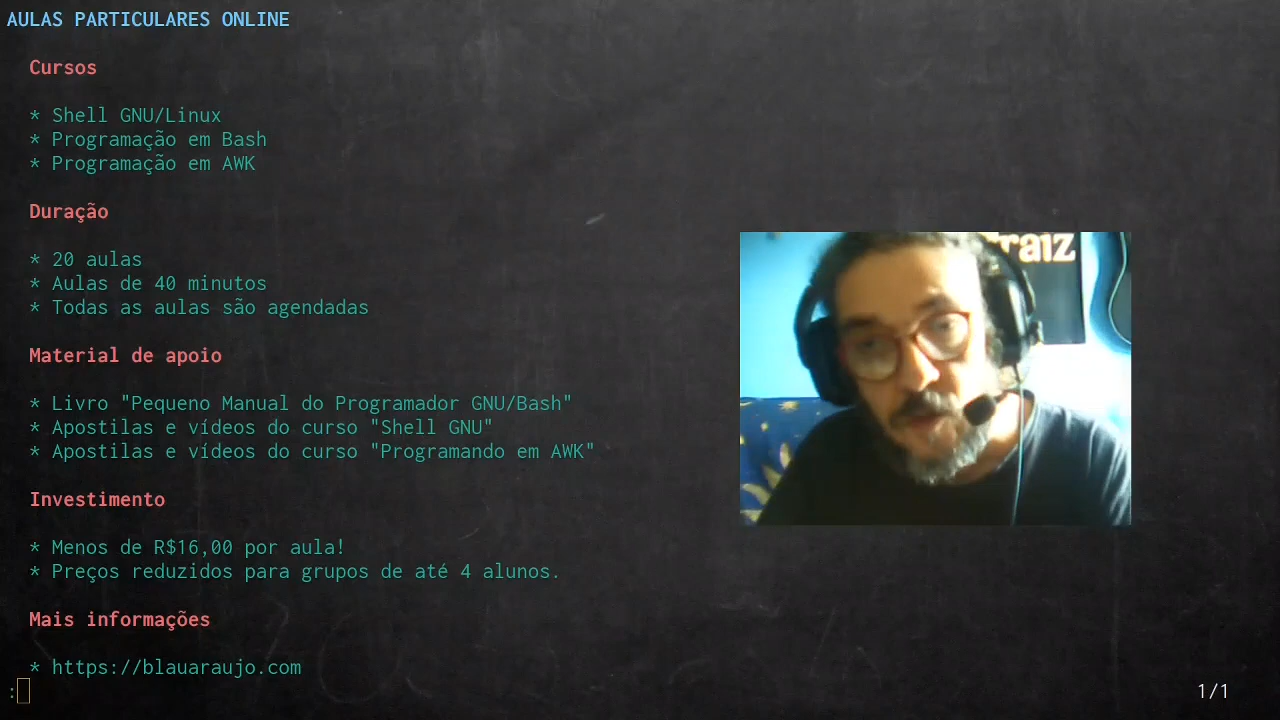 AULAS PARTICULARES ONLINE
Cursos
* Shell GNU/Linux
* Programação em Bash
* Programação em AWK
Duração
* 20 aulas
* Aulas de 40 minutos
* Todas as aulas são agendadas
Material de apoio
* Livro "Pequeno Manual do Programador GNU/Bash"
* Apostilas e vídeos do curso "Shell GNU"
* Apostilas e vídeos do curso "Programando em AWK"
Investimento
* Menos de R$16,00 por aula!
* Preços reduzidos para grupos de até 4 alunos.
Mais informações
* https://blauaraujo.com
:
1/1